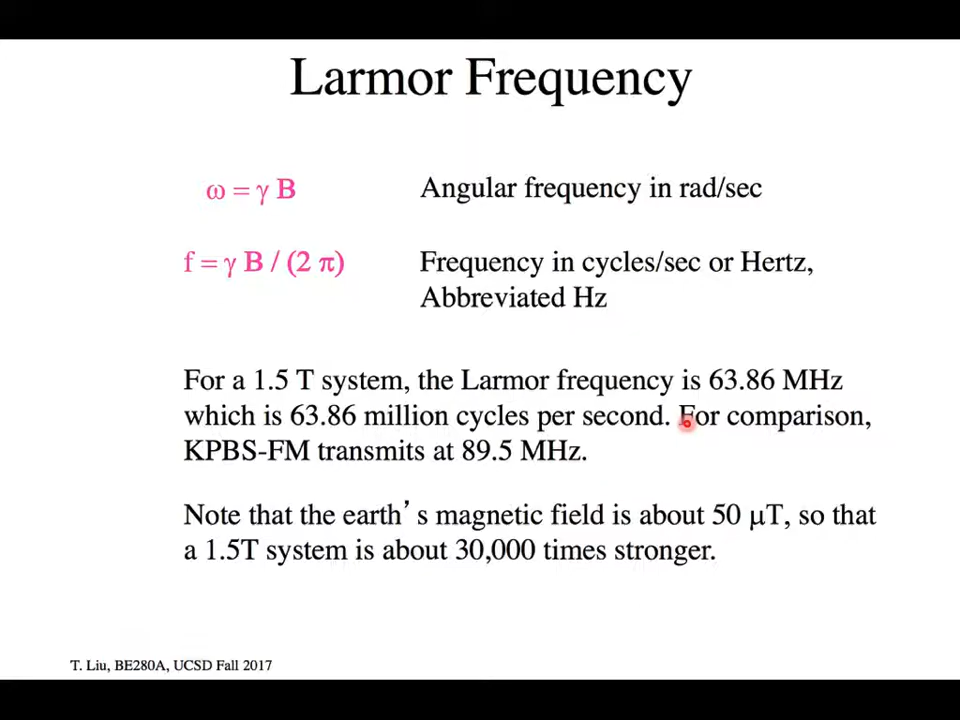 Larmor Frequency
ω = γ B
Angular frequency in rad/sec
f = γ B / (2 π)
Frequency in cycles/sec or Hertz,
Abbreviated Hz
For a 1.5 T system, the Larmor frequency is 63.86 MHz
which is 63.86 million cycles per second. For comparison,
KPBS-FM transmits at 89.5 MHz.
Note that the earth’s magnetic field is about 50 μT, so that
a 1.5T system is about 30,000 times stronger.
T. Liu, BE280A, UCSD Fall 2017